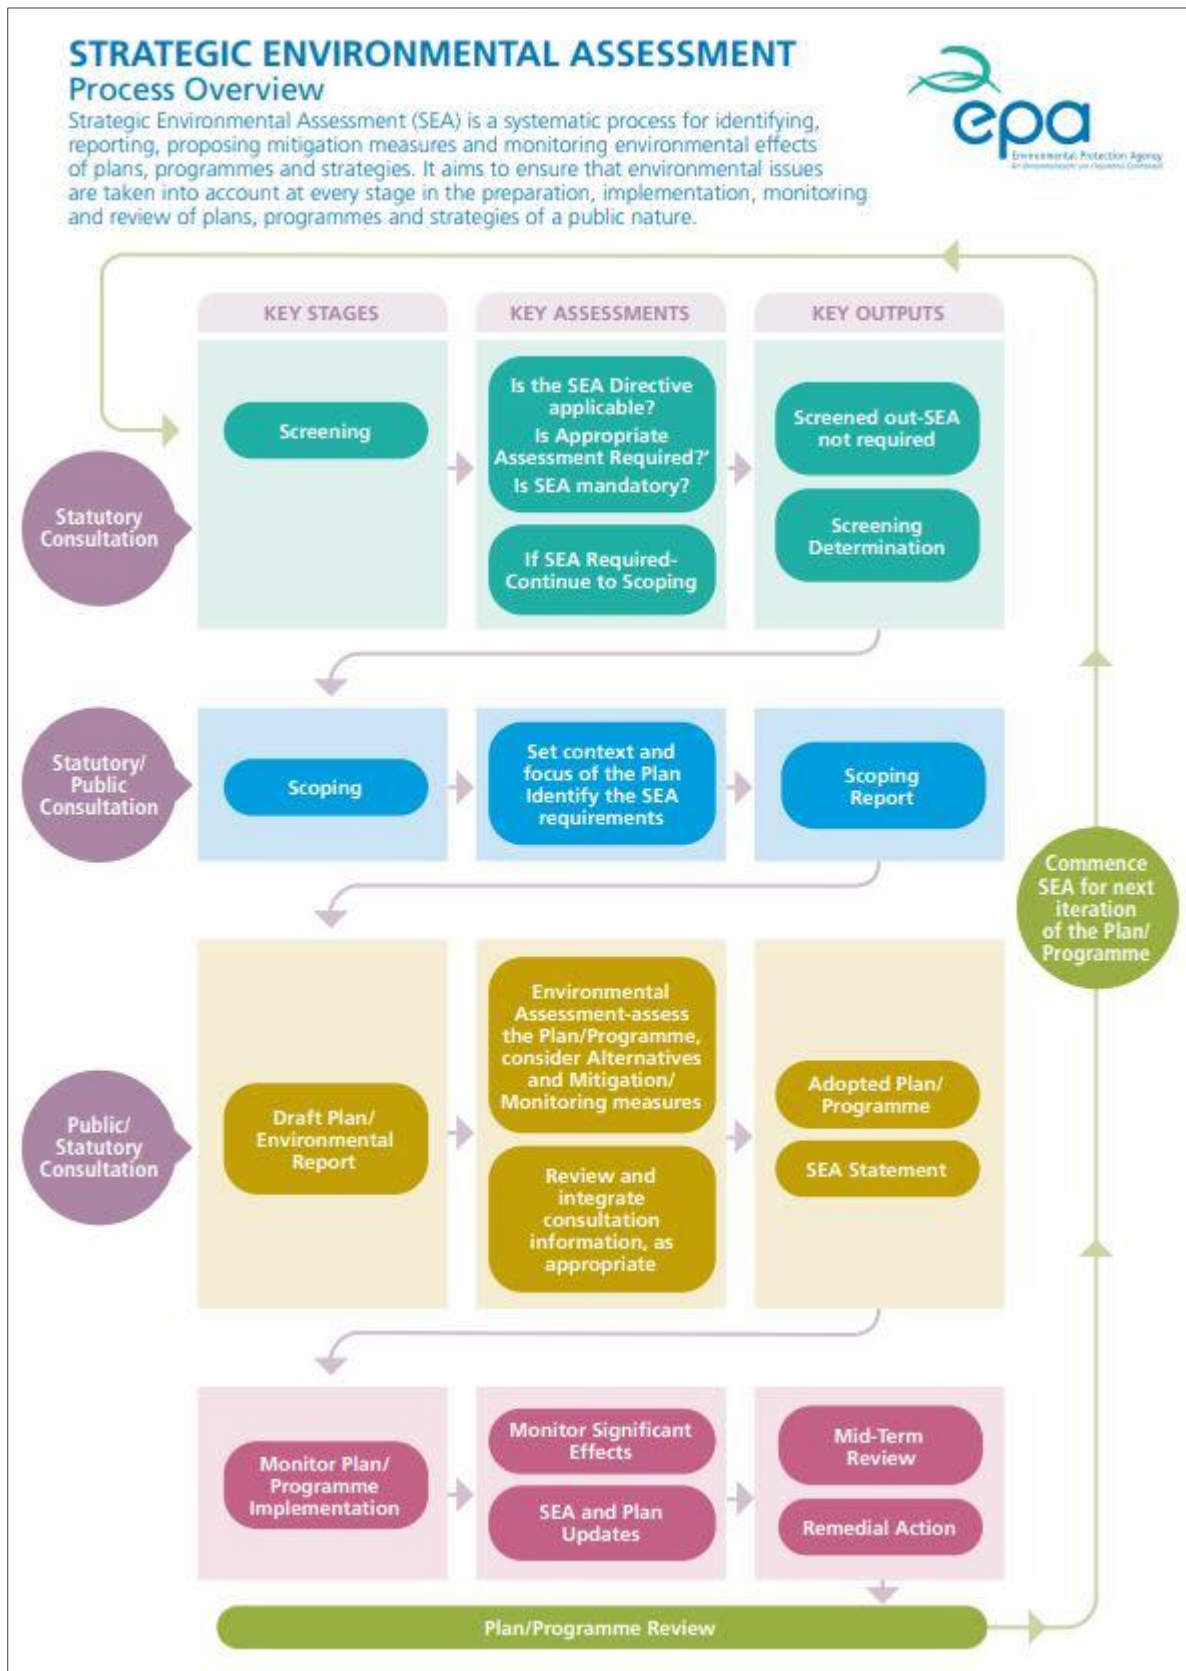 STRATEGIC ENVIRONMENTAL ASSESSMENT
Process Overview
Strategic Environmental Assessment (SEA) is a systematic process for identifying,
reporting, proposing mitigation measures and monitoring environmental effects
of plans, programmes and strategies. It aims to ensure that environmental issues
are taken into account at every stage in the preparation, implementation, monitoring
and review of plans, programmes and strategies of a public nature.
epa
Environmental Protection Agency
KEY STAGES
KEY ASSESSMENTS
KEY OUTPUTS
Statutory
Consultation
Screening
Is the SEA Directive
applicable?
Is Appropriate
Assessment Required?'
Is SEA mandatory?
If SEA Required-
Continue to Scoping
Screened out-SEA
not required
Screening
Determination
Statutory/
Public
Consultation
Scoping
Set context and
focus of the Plan
Identify the SEA
requirements
Scoping
Report
Commence
SEA for next
iteration
of the Plan/
Programme
Public/
Statutory
Consultation
Draft Plan/
Environmental
Report
Environmental
Assessment-assess
the Plan/Programme,
consider Alternatives
and Mitigation/
Monitoring measures
Review and
integrate
consultation
information, as
appropriate
Adopted Plan/
Programme
SEA Statement
Monitor Plan/
Programme
Implementation
Monitor Significant
Effects
SEA and Plan
Updates
Mid-Term
Review
Remedial Action
Plan/Programme Review